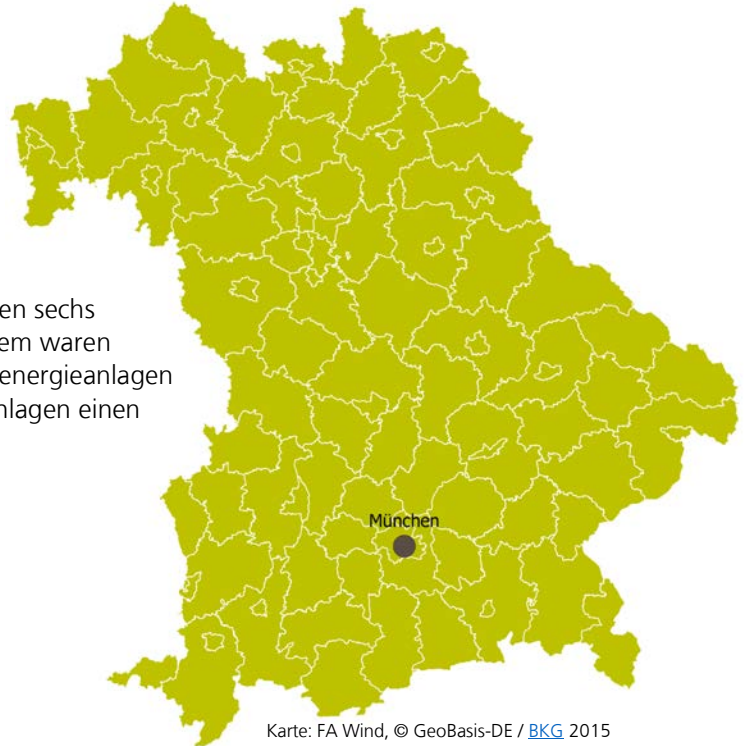 en sechs
em waren
energieanlagen
nlagen einen
München
Karte: FA Wind, © GeoBasis-DE / BKG 2015